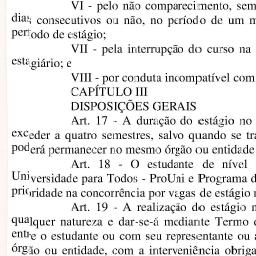 VI - pelo não comparecimento, sem
dias consecutivos ou não, no período de um m
período de estágio;
VII - pela interrupção do curso na
estagiário; e
VIII - por conduta incompatível com
CAPÍTULO III
DISPOSIÇÕES GERAIS
Art. 17 - A duração do estágio no
exceder a quatro semestres, salvo quando se tra
poderá permanecer no mesmo órgão ou entidade
Art. 18 - O estudante de nível
Universidade para Todos - ProUni e Programa d
prioridade na concorrência por vagas de estágio r
Art. 19 - A realização do estágio n
qualquer natureza e dar-se-á mediante Termo d
entre o estudante ou com seu representante ou a
órgão ou entidade, com a interveniência obriga